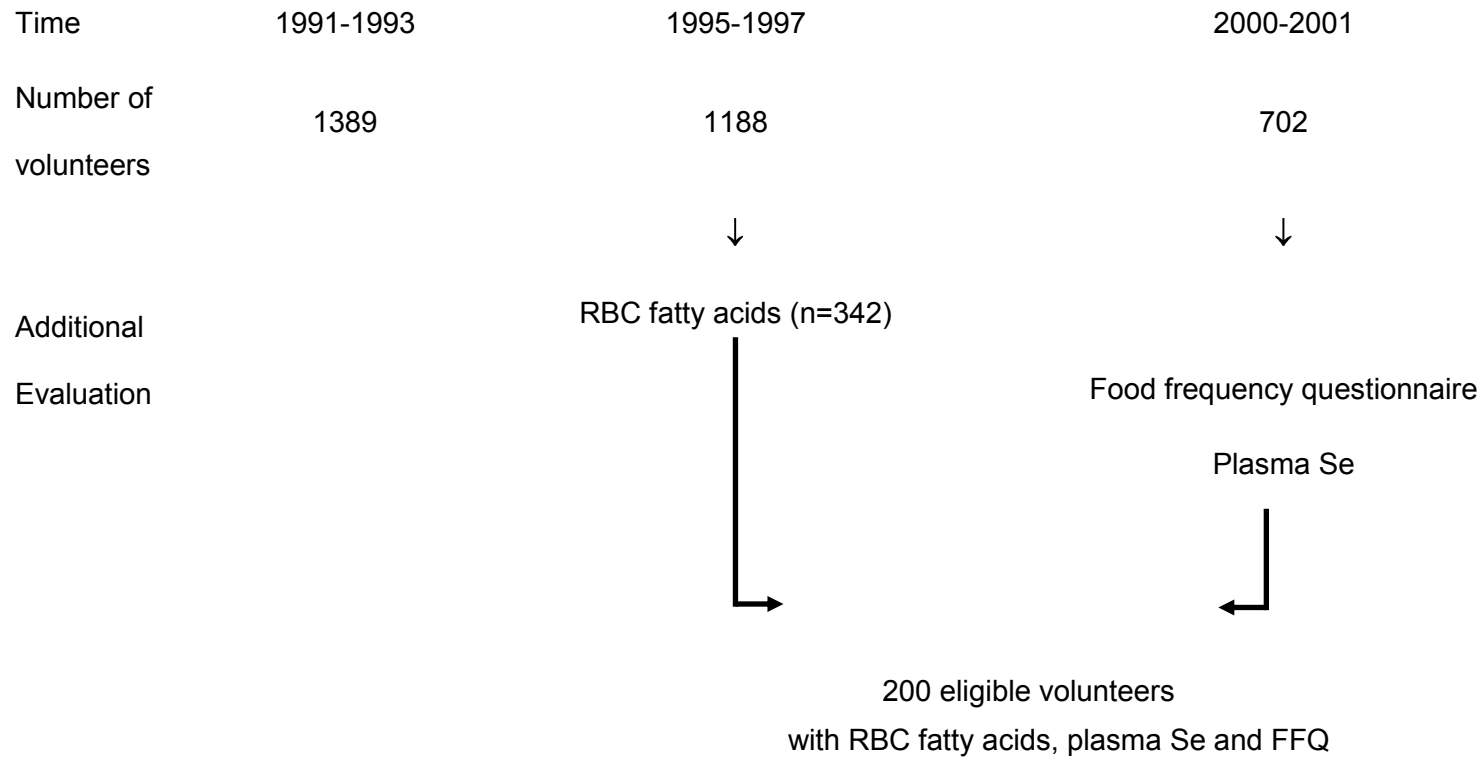 Time 1991-1993 1995-1997 2000-2001
Number of
volunteers
1389 1188 702
↓ ↓
Additional
Evaluation
RBC fatty acids (n=342)
Food frequency questionnaire
Plasma Se
200 eligible volunteers
with RBC fatty acids, plasma Se and FFQ